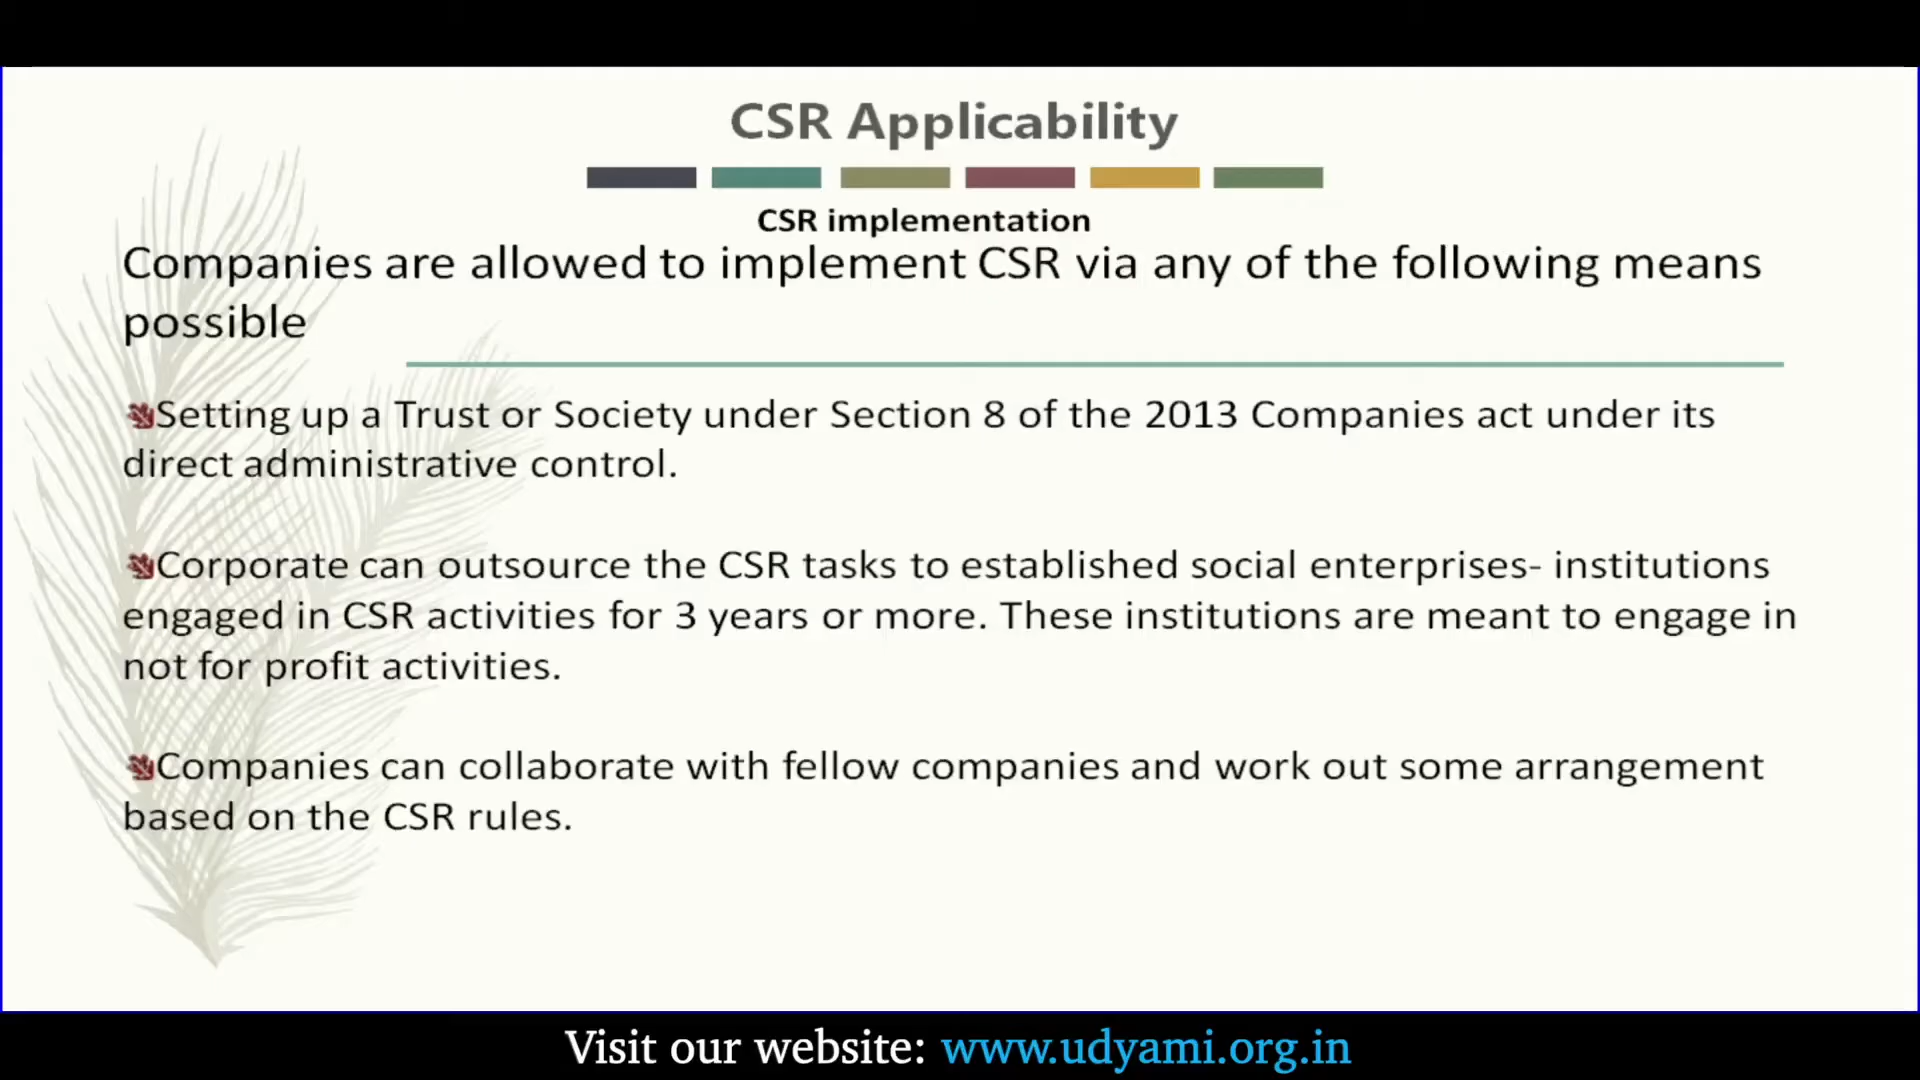 CSR Applicability
CSR implementation
Companies are allowed to implement CSR via any of the following means
possible
Setting up a Trust or Society under Section 8 of the 2013 Companies act under its
direct administrative control.
Corporate can outsource the CSR tasks to established social enterprises- institutions
engaged in CSR activities for 3 years or more. These institutions are meant to engage in
not for profit activities.
Companies can collaborate with fellow companies and work out some arrangement
based on the CSR rules.
Visit our website: www.udyami.org.in